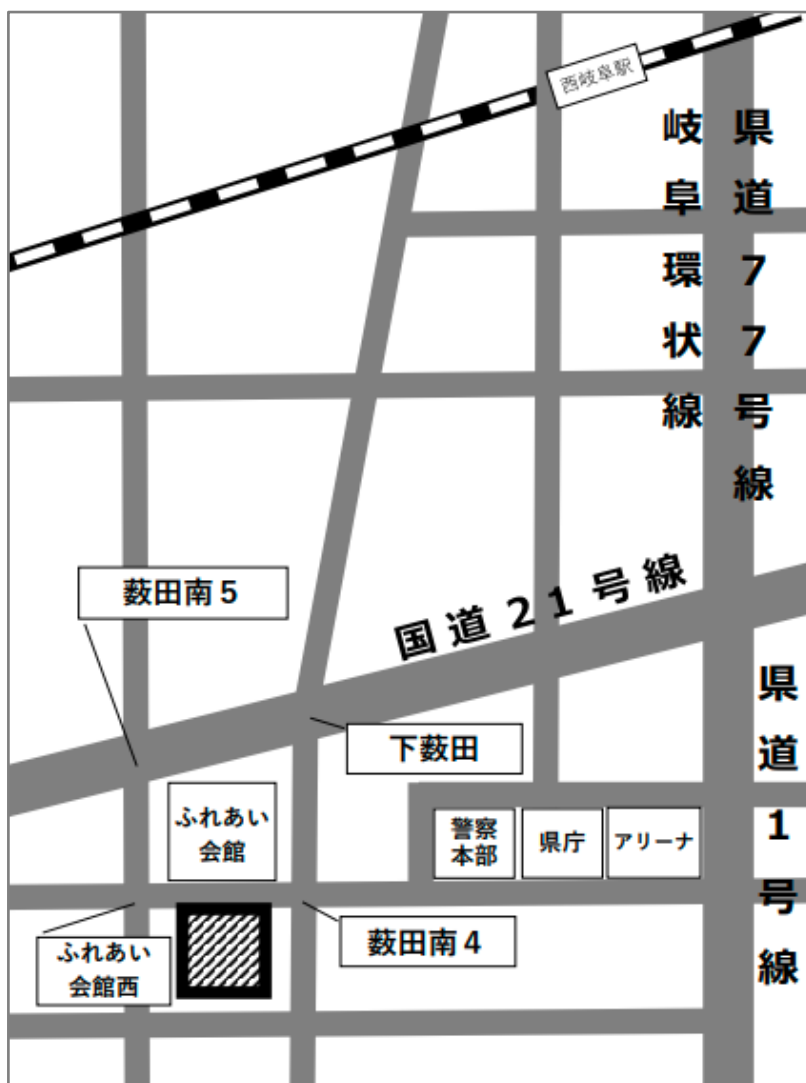 西岐阜駅
県道77号線
岐阜環状線
国道21号線
薮田南5
下薮田
県道1号線
ふれあい
会館
警察
本部
県庁
アリーナ
薮田南4
ふれあい
会館西